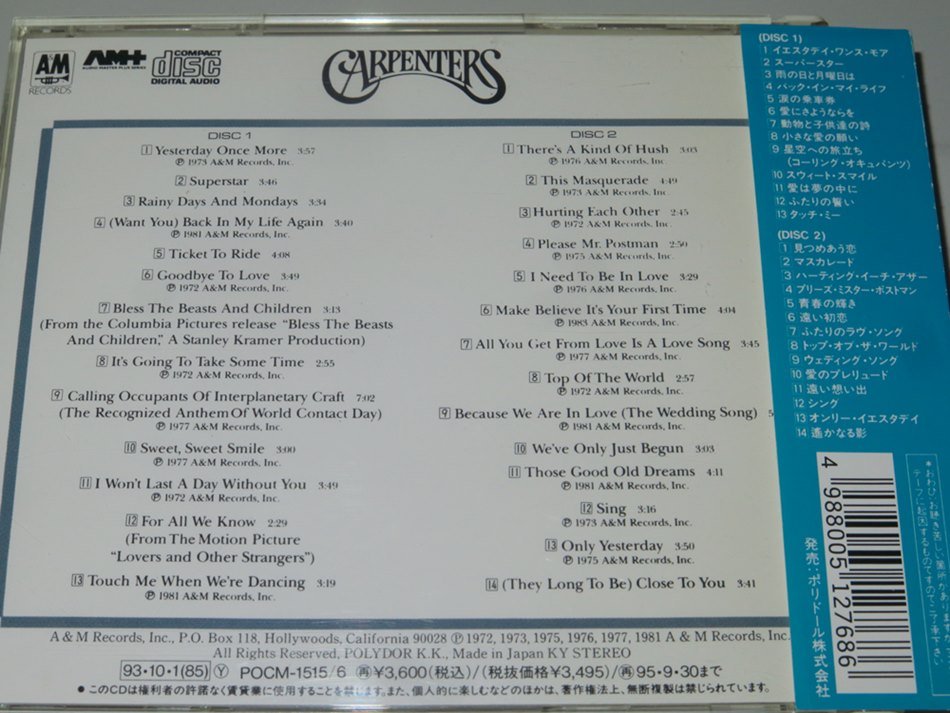 A&M
RECORDS
AM+
AUDIO MASTER PLUS SERIES
COMPACT
disc
DIGITAL AUDIO
CARPENTERS
DISC 1
1 Yesterday Once More 3:57
Ⓟ 1973 A&M Records, Inc.
2 Superstar 3:46
3 Rainy Days And Mondays 3:34
4 (Want You) Back In My Life Again 3:40
Ⓟ 1981 A&M Records, Inc.
5 Ticket To Ride 4:08
6 Goodbye To Love 3:49
Ⓟ 1972 A&M Records, Inc.
7 Bless The Beasts And Children 3:13
(From the Columbia Pictures release "Bless The Beasts
And Children," A Stanley Kramer Production)
8 It's Going To Take Some Time 2:55
Ⓟ 1972 A&M Records, Inc.
9 Calling Occupants Of Interplanetary Craft 7:02
(The Recognized Anthem Of World Contact Day)
Ⓟ 1977 A&M Records, Inc.
10 Sweet, Sweet Smile 3:00
Ⓟ 1977 A&M Records, Inc.
11 I Won't Last A Day Without You 3:49
Ⓟ 1972 A&M Records, Inc.
12 For All We Know 2:29
(From The Motion Picture
"Lovers and Other Strangers")
13 Touch Me When We're Dancing 3:19
Ⓟ 1981 A&M Records, Inc.
DISC 2
1 There's A Kind Of Hush 3:03
Ⓟ 1976 A&M Records, Inc.
2 This Masquerade 4:49
Ⓟ 1973 A&M Records, Inc.
3 Hurting Each Other 2:45
Ⓟ 1972 A&M Records, Inc.
4 Please Mr. Postman 2:50
Ⓟ 1975 A&M Records, Inc.
5 I Need To Be In Love 3:29
Ⓟ 1976 A&M Records, Inc.
6 Make Believe It's Your First Time 4:04
Ⓟ 1983 A&M Records, Inc.
7 All You Get From Love Is A Love Song 3:45
Ⓟ 1977 A&M Records, Inc.
8 Top Of The World 2:57
Ⓟ 1972 A&M Records, Inc.
9 Because We Are In Love (The Wedding Song) 5
Ⓟ 1981 A&M Records, Inc.
10 We've Only Just Begun 3:03
11 Those Good Old Dreams 4:11
Ⓟ 1981 A&M Records, Inc.
12 Sing 3:16
Ⓟ 1973 A&M Records, Inc.
13 Only Yesterday 3:50
Ⓟ 1975 A&M Records, Inc.
14 (They Long To Be) Close To You 3:41
A & M Records, Inc., P.O. Box 118, Hollywoods, California 90028 Ⓟ 1972, 1973, 1975, 1976, 1977, 1981 A & M Records, Inc.
All Rights Reserved, POLYDOR K.K., Made in Japan KY STEREO
93・10・1(85) Ⓨ POCM-1515/6 再¥3,600(税込)/(税抜価格¥3,495)/再95・9・30まで
●このCDは権利者の許諾なく賃貸業に使用することを禁じます。また、個人的に楽しむなどのほかは、著作権法上、無断複製は禁じられています。
(DISC 1)
1 イエスタデイ・ワンス・モア
2 スーパースター
3 雨の日と月曜日は
4 バック・イン・マイ・ライフ
5 涙の乗車券
6 愛にさようならを
7 動物と子供達の詩
8 小さな愛の願い
9 星空への旅立ち
(コーリング・オキュパンツ)
10 スウィート・スマイル
11 愛は夢の中に
12 ふたりの誓い
13 タッチ・ミー
(DISC 2)
1 見つめあう恋
2 マスカレード
3 ハーティング・イーチ・アザー
4 プリーズ・ミスター・ポストマン
5 青春の輝き
6 遠い初恋
7 ふたりのラヴ・ソング
8 トップ・オブ・ザ・ワールド
9 ウェディング・ソング
10 愛のプレリュード
11 遠い想い出
12 シング
13 オンリー・イエスタデイ
14 遙かなる影
4 988005 127686
発売:ポリドール株式会社